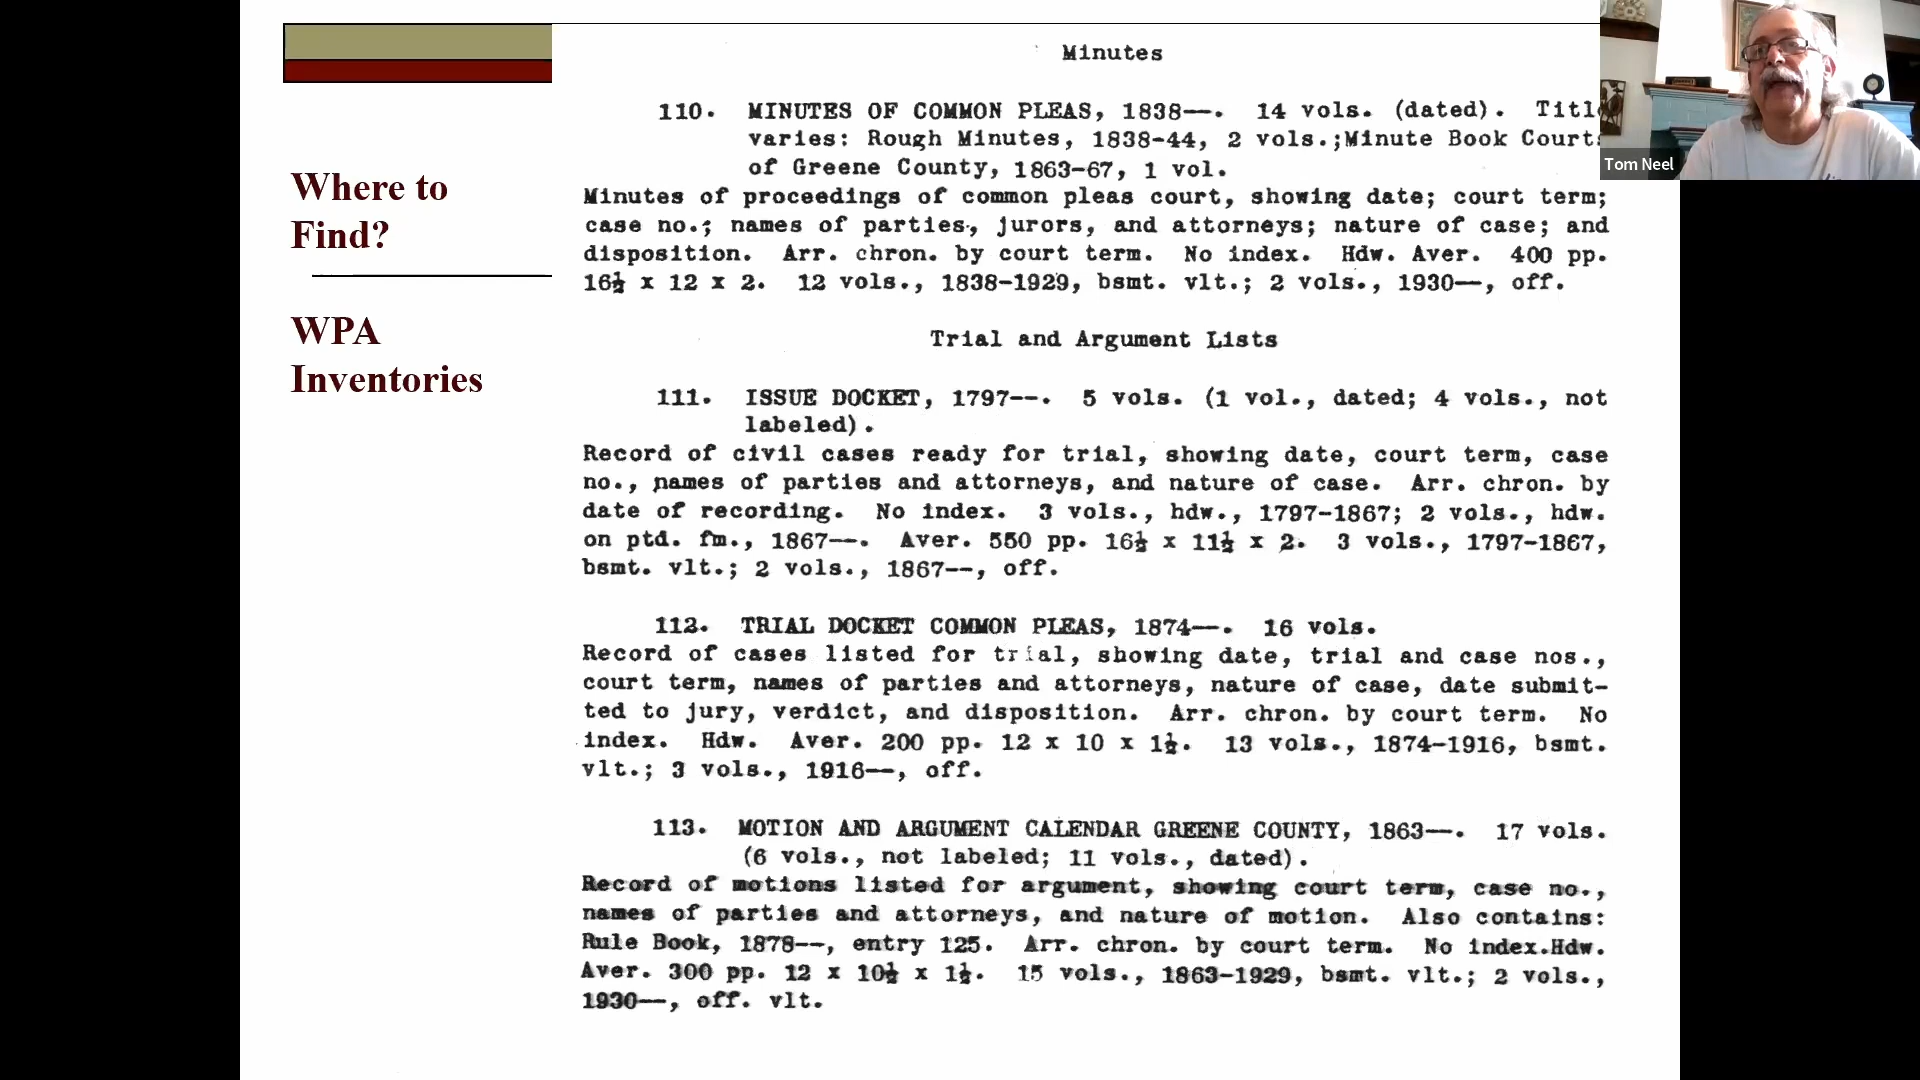 Where to
Find?
WPA
Inventories
Minutes
110. MINUTES OF COMMON PLEAS, 1838—. 14 vols. (dated). Title
varies: Rough Minutes, 1838-44, 2 vols.;Minute Book Courts
of Greene County, 1863-67, 1 vol.
Minutes of proceedings of common pleas court, showing date; court term;
case no.; names of parties, jurors, and attorneys; nature of case; and
disposition. Arr. chron. by court term. No index. Hdw. Aver. 400 pp.
16½ x 12 x 2. 12 vols., 1838-1929, bsmt. vlt.; 2 vols., 1930—, off.
Trial and Argument Lists
111. ISSUE DOCKET, 1797--. 5 vols. (1 vol., dated; 4 vols., not
labeled).
Record of civil cases ready for trial, showing date, court term, case
no., names of parties and attorneys, and nature of case. Arr. chron. by
date of recording. No index. 3 vols., hdw., 1797-1867; 2 vols., hdw.
on ptd. fm., 1867—. Aver. 550 pp. 16½ x 11½ x 2. 3 vols., 1797-1867,
bsmt. vlt.; 2 vols., 1867--, off.
112. TRIAL DOCKET COMMON PLEAS, 1874—. 16 vols.
Record of cases listed for trial, showing date, trial and case nos.,
court term, names of parties and attorneys, nature of case, date submit-
ted to jury, verdict, and disposition. Arr. chron. by court term. No
index. Hdw. Aver. 200 pp. 12 x 10 x 1½. 13 vols., 1874-1916, bsmt.
vlt.; 3 vols., 1916—, off.
113. MOTION AND ARGUMENT CALENDAR GREENE COUNTY, 1863—. 17 vols.
(6 vols., not labeled; 11 vols., dated).
Record of motions listed for argument, showing court term, case no.,
names of parties and attorneys, and nature of motion. Also contains:
Rule Book, 1878--, entry 125. Arr. chron. by court term. No index.Hdw.
Aver. 300 pp. 12 x 10½ x 1½. 15 vols., 1863-1929, bsmt. vlt.; 2 vols.,
1930—, off. vlt.
Tom Neel